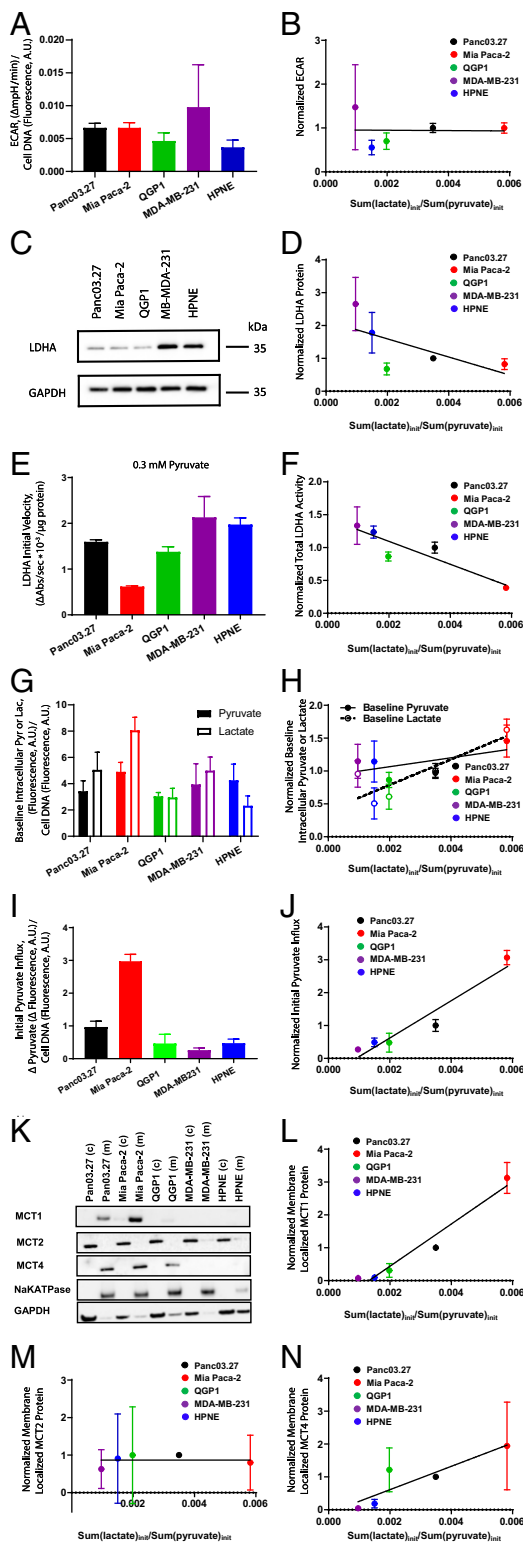 A
ECAR, (ΔmpH/min)/
Cell DNA (Fluorescence, A.U.)
0.020
0.015
0.010
0.005
0.000
Panc03.27
Mia Paca-2
QGP1
MDA-MB-231
HPNE
B
Normalized ECAR
3
2
1
0
0.000 0.002 0.004 0.006
Sum(lactate)init/Sum(pyruvate)init
Panc03.27
Mia Paca-2
QGP1
MDA-MB-231
HPNE
C
Panc03.27
Mia Paca-2
QGP1
MB-MDA-231
HPNE
kDa
LDHA
35
GAPDH
35
D
Normalized LDHA Protein
4
3
2
1
0
0.000 0.002 0.004 0.006
Sum(lactate)init/Sum(pyruvate)init
Panc03.27
Mia Paca-2
QGP1
MDA-MB-231
HPNE
E
0.3 mM Pyruvate
LDHA Initial Velocity,
(ΔAbs/sec *10⁻³/µg protein)
3
2
1
0
Panc03.27
Mia Paca-2
QGP1
MDA-MB-231
HPNE
F
Normalized Total LDHA Activity
2.0
1.5
1.0
0.5
0.0
0.000 0.002 0.004 0.006
Sum(lactate)init/Sum(pyruvate)init
Panc03.27
Mia Paca-2
QGP1
MDA-MB-231
HPNE
G
Baseline Intracellular Pyr or Lac,
(Fluorescence, A.U.)/
Cell DNA (Fluorescence, A.U.)
10
8
6
4
2
0
Pyruvate
Lactate
Panc03.27
Mia Paca-2
QGP1
MDA-MB-231
HPNE
H
Normalized Baseline
Intracellular Pyruvate or Lactate
2.0
1.5
1.0
0.5
0.0
Baseline Pyruvate
Baseline Lactate
Panc03.27
Mia Paca-2
QGP1
MDA-MB-231
HPNE
0.000 0.002 0.004 0.006
Sum(lactate)init/Sum(pyruvate)init
I
Initial Pyruvate Influx,
Δ Pyruvate (Δ Fluorescence, A.U.)/
Cell DNA (Fluorescence, A.U.)
4
3
2
1
0
Panc03.27
Mia Paca-2
QGP1
MDA-MB231
HPNE
J
Normalized Initial Pyruvate Influx
4
3
2
1
0
0.000 0.002 0.004 0.006
Sum(lactate)init/Sum(pyruvate)init
Panc03.27
Mia Paca-2
QGP1
MDA-MB-231
HPNE
K
Pan03.27 (c)
Panc03.27 (m)
Mia Paca-2 (c)
Mia Paca-2 (m)
QGP1 (c)
QGP1 (m)
MDA-MB-231 (c)
MDA-MB-231 (m)
HPNE (c)
HPNE (m)
MCT1
MCT2
MCT4
NaKATPase
GAPDH
L
Normalized Membrane
Localized MCT1 Protein
4
3
2
1
0
0.000 0.002 0.004 0.006
Sum(lactate)init/Sum(pyruvate)init
Panc03.27
Mia Paca-2
QGP1
MDA-MB-231
HPNE
M
Normalized Membrane
Localized MCT2 Protein
4
3
2
1
0
0.000 0.002 0.004 0.006
Sum(lactate)init/Sum(pyruvate)init
Panc03.27
Mia Paca-2
QGP1
MDA-MB-231
HPNE
N
Normalized Membrane
Localized MCT4 Protein
4
3
2
1
0
0.000 0.002 0.004 0.006
Sum(lactate)init/Sum(pyruvate)init
Panc03.27
Mia Paca-2
QGP1
MDA-MB-231
HPNE